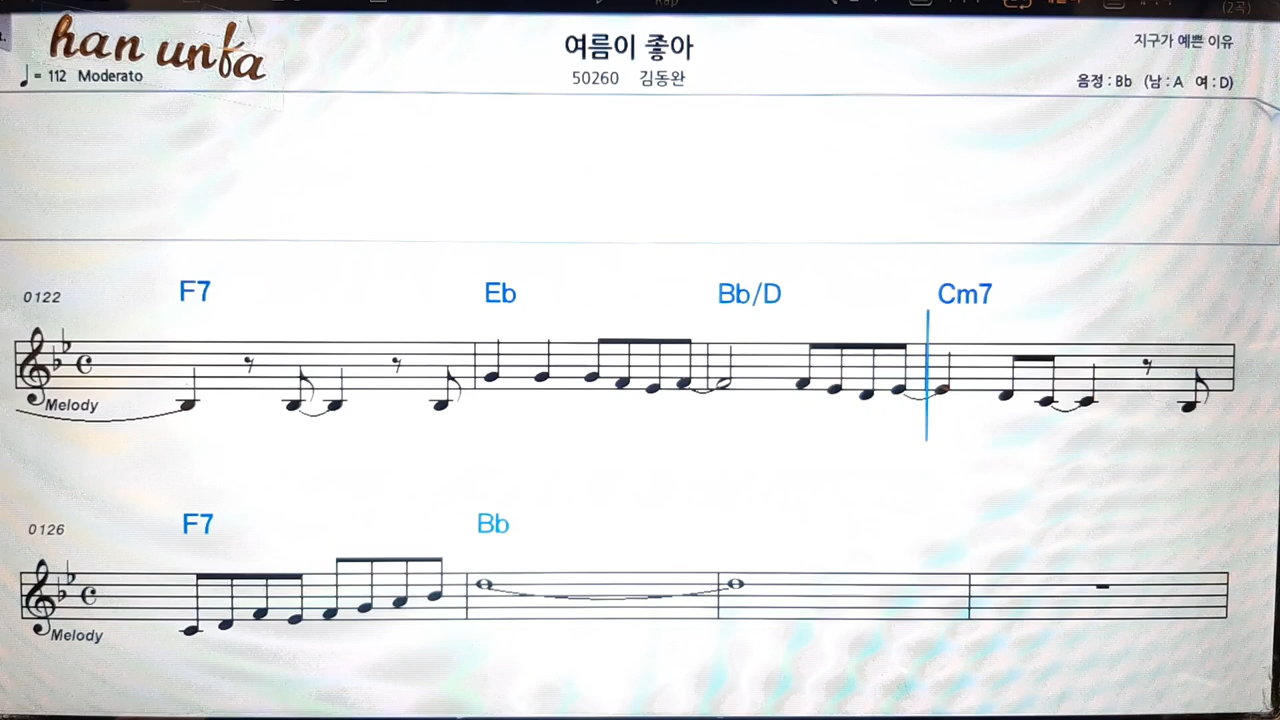 han unfa
♩= 112 Moderato
여름이 좋아
50260 김동완
지구가 예쁜 이유
음정 : Bb (남 : A 여 : D)
0122
F7 Eb Bb/D Cm7
Melody
0126
F7 Bb
Melody